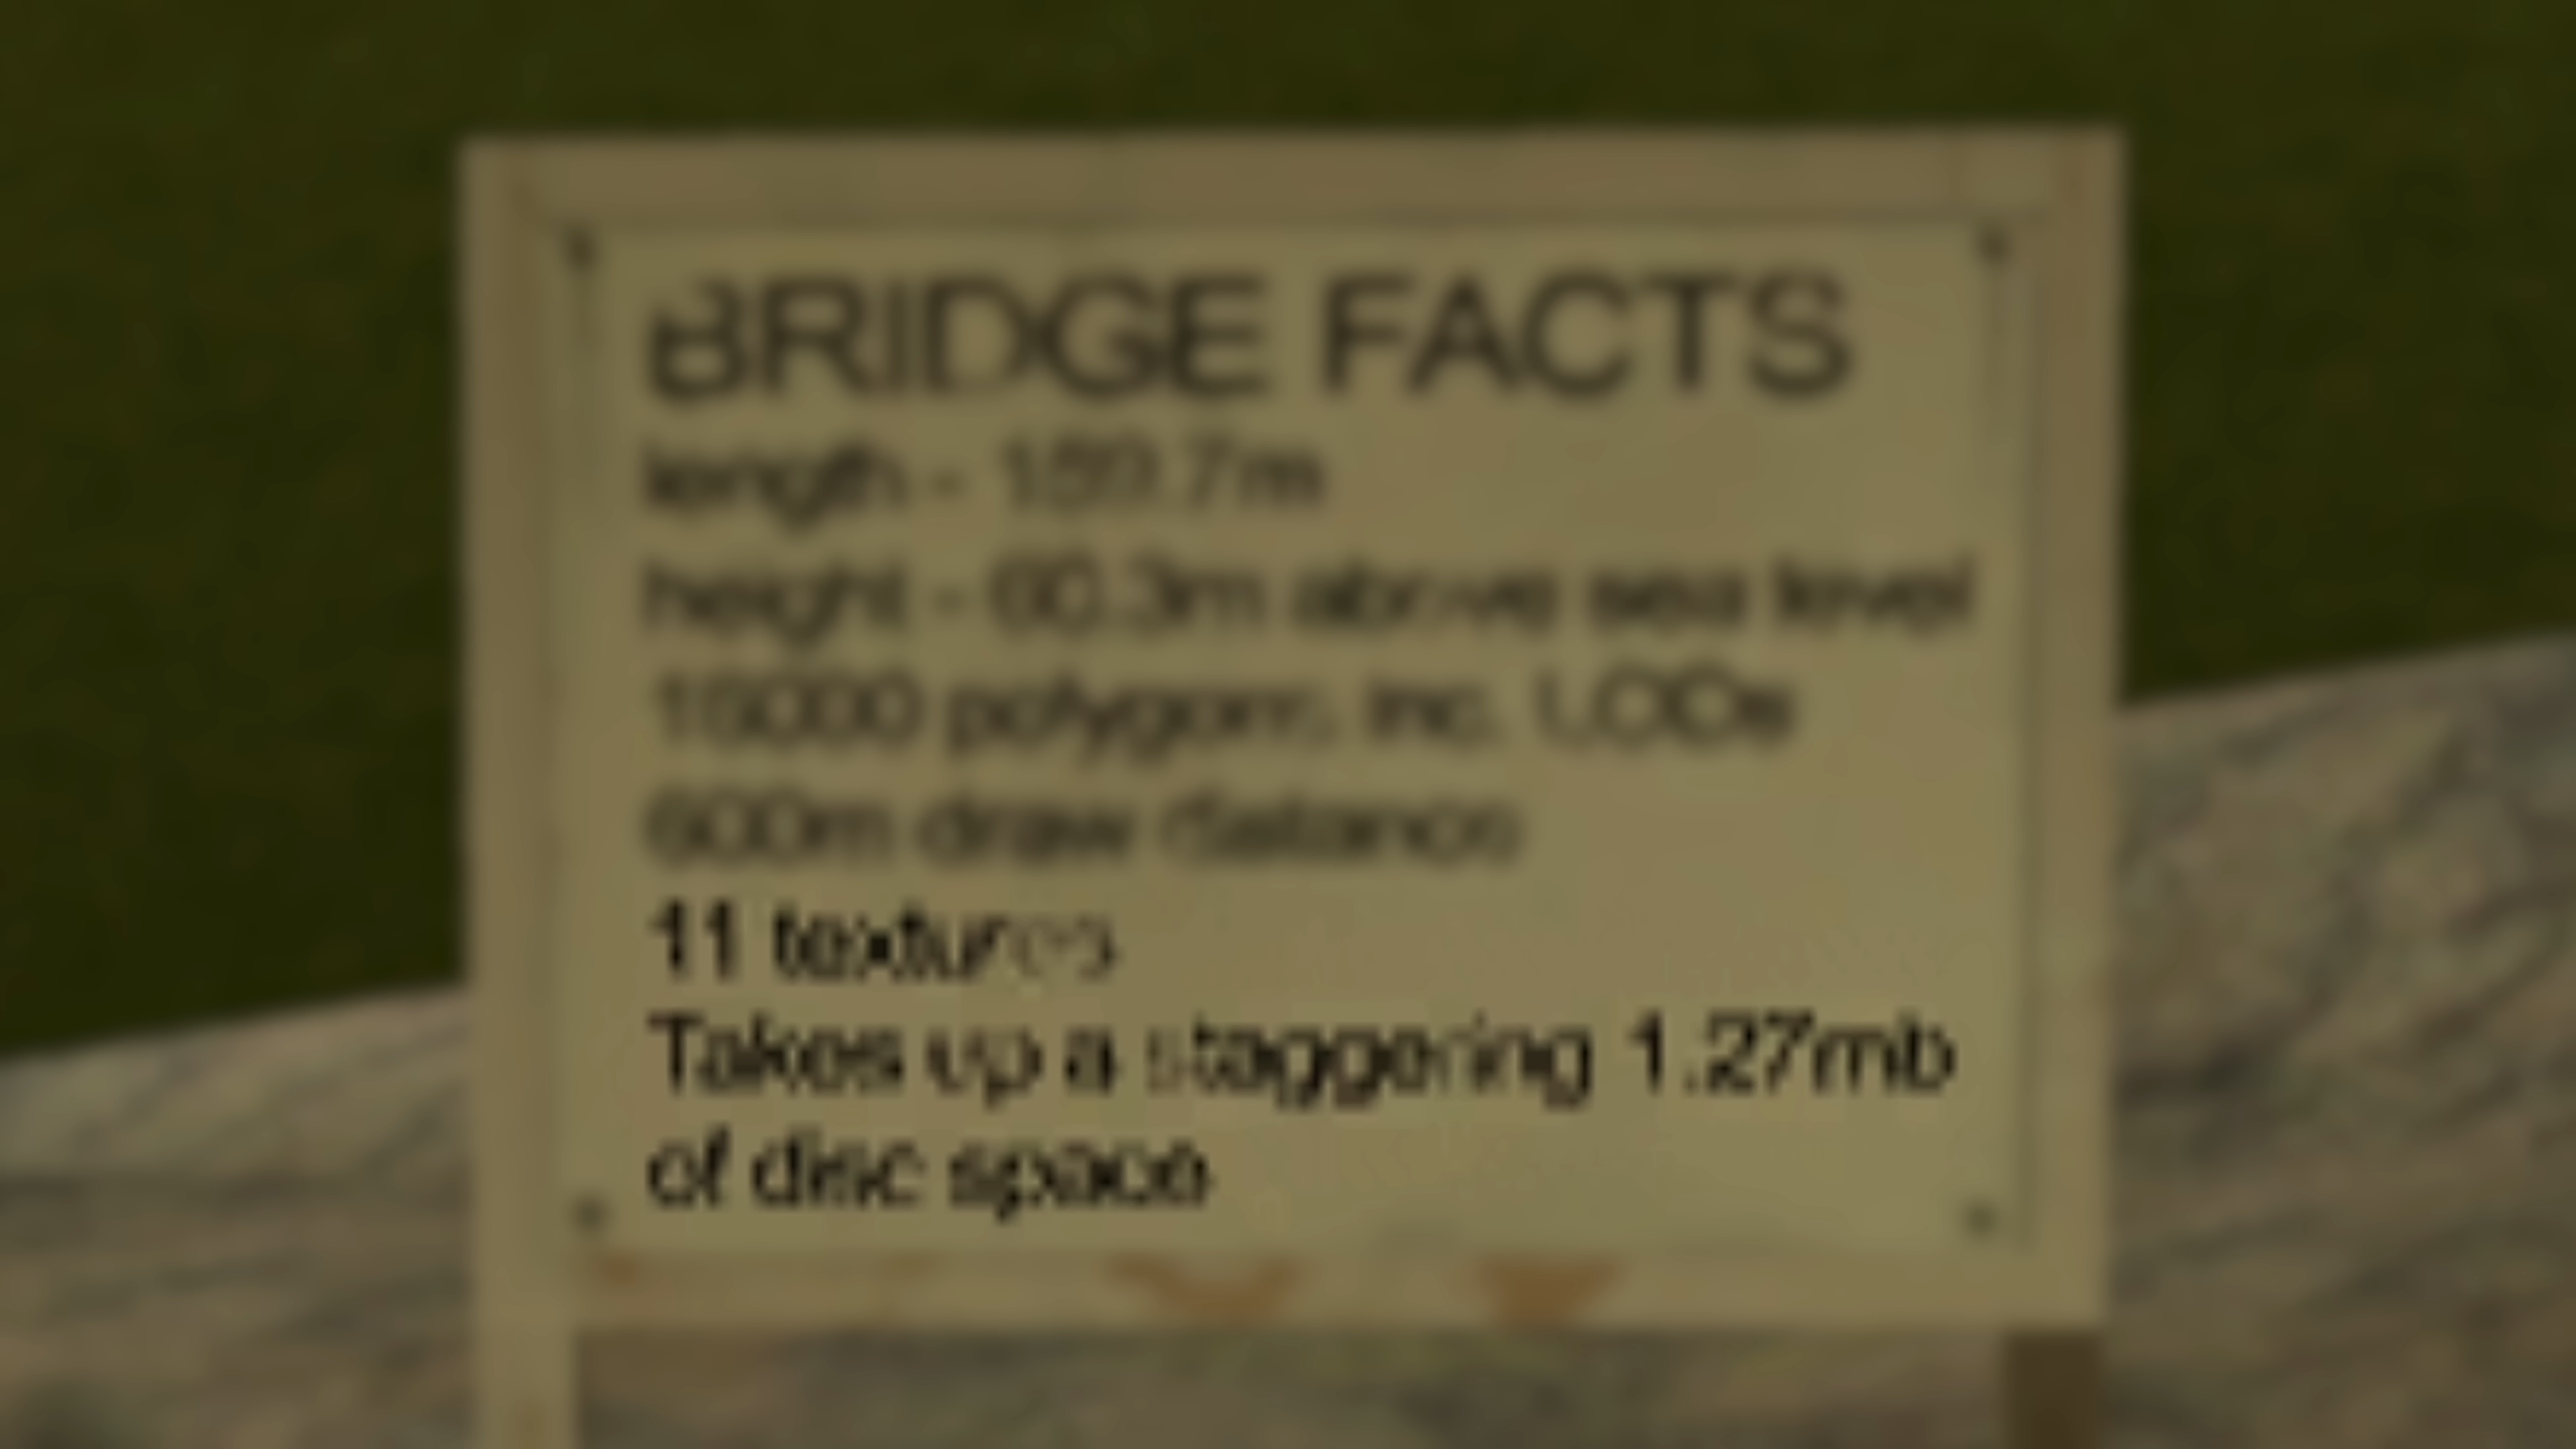 BRIDGE FACTS
length - 159.7m
height - 60.3m above sea level
15000 polygons inc. LODs
600m draw distance
11 textures
Takes up a staggering 1.27mb
of disc space